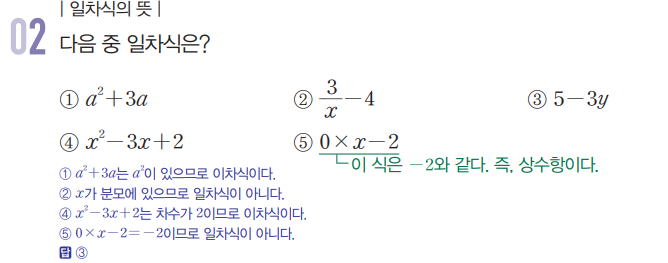 | 일차식의 뜻 |
02 다음 중 일차식은?
① a²+3a ② 3/x-4 ③ 5-3y
④ x²-3x+2 ⑤ 0×x-2
이 식은 -2와 같다. 즉, 상수항이다.
① a²+3a는 a²이 있으므로 이차식이다.
② x가 분모에 있으므로 일차식이 아니다.
④ x²-3x+2는 차수가 2이므로 이차식이다.
⑤ 0×x-2=-2이므로 일차식이 아니다.
답 ③